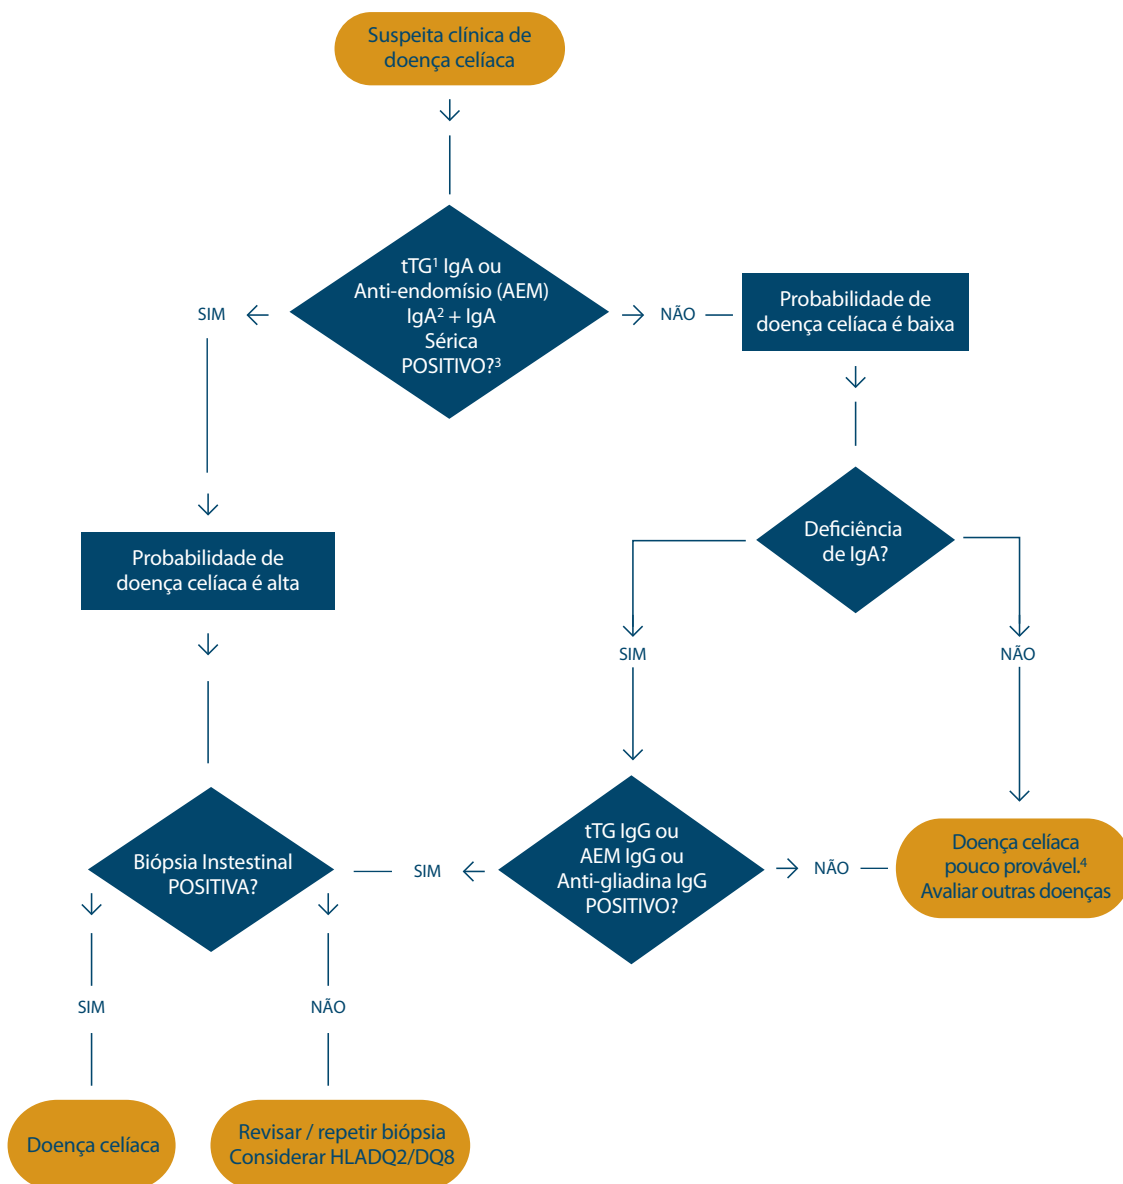 Suspeita clínica de
doença celíaca
tTG¹ IgA ou
Anti-endomísio (AEM)
IgA² + IgA
Sérica
POSITIVO?³
SIM
NÃO
Probabilidade de
doença celíaca é baixa
Deficiência
de IgA?
Probabilidade de
doença celíaca é alta
SIM
NÃO
tTG IgG ou
AEM IgG ou
Anti-gliadina IgG
POSITIVO?
SIM
NÃO
Doença celíaca
pouco provável.⁴
Avaliar outras doenças
Biópsia Instestinal
POSITIVA?
SIM
NÃO
Doença celíaca
Revisar / repetir biópsia
Considerar HLADQ2/DQ8